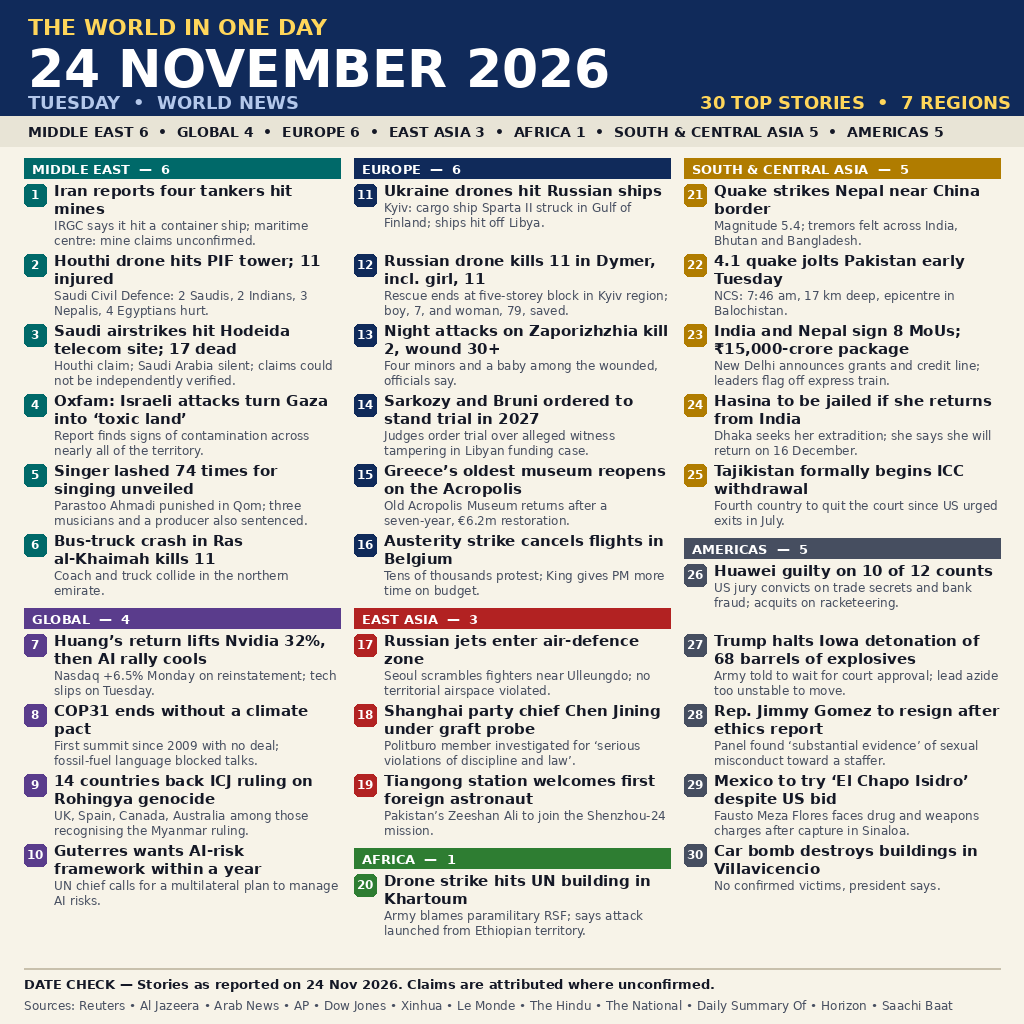 THE WORLD IN ONE DAY
24 NOVEMBER 2026
TUESDAY • WORLD NEWS
30 TOP STORIES • 7 REGIONS
MIDDLE EAST 6 • GLOBAL 4 • EUROPE 6 • EAST ASIA 3 • AFRICA 1 • SOUTH & CENTRAL ASIA 5 • AMERICAS 5
MIDDLE EAST — 6
1 Iran reports four tankers hit
mines
IRGC says it hit a container ship; maritime
centre: mine claims unconfirmed.
2 Houthi drone hits PIF tower; 11
injured
Saudi Civil Defence: 2 Saudis, 2 Indians, 3
Nepalis, 4 Egyptians hurt.
3 Saudi airstrikes hit Hodeida
telecom site; 17 dead
Houthi claim; Saudi Arabia silent; claims could
not be independently verified.
4 Oxfam: Israeli attacks turn Gaza
into ‘toxic land’
Report finds signs of contamination across
nearly all of the territory.
5 Singer lashed 74 times for
singing unveiled
Parastoo Ahmadi punished in Qom; three
musicians and a producer also sentenced.
6 Bus-truck crash in Ras
al-Khaimah kills 11
Coach and truck collide in the northern
emirate.
GLOBAL — 4
7 Huang’s return lifts Nvidia 32%,
then AI rally cools
Nasdaq +6.5% Monday on reinstatement; tech
slips on Tuesday.
8 COP31 ends without a climate
pact
First summit since 2009 with no deal;
fossil-fuel language blocked talks.
9 14 countries back ICJ ruling on
Rohingya genocide
UK, Spain, Canada, Australia among those
recognising the Myanmar ruling.
10 Guterres wants AI-risk
framework within a year
UN chief calls for a multilateral plan to manage
AI risks.
EUROPE — 6
11 Ukraine drones hit Russian ships
Kyiv: cargo ship Sparta II struck in Gulf of
Finland; ships hit off Libya.
12 Russian drone kills 11 in Dymer,
incl. girl, 11
Rescue ends at five-storey block in Kyiv region;
boy, 7, and woman, 79, saved.
13 Night attacks on Zaporizhzhia kill
2, wound 30+
Four minors and a baby among the wounded,
officials say.
14 Sarkozy and Bruni ordered to
stand trial in 2027
Judges order trial over alleged witness
tampering in Libyan funding case.
15 Greece’s oldest museum reopens
on the Acropolis
Old Acropolis Museum returns after a
seven-year, €6.2m restoration.
16 Austerity strike cancels flights in
Belgium
Tens of thousands protest; King gives PM more
time on budget.
EAST ASIA — 3
17 Russian jets enter air-defence
zone
Seoul scrambles fighters near Ulleungdo; no
territorial airspace violated.
18 Shanghai party chief Chen Jining
under graft probe
Politburo member investigated for ‘serious
violations of discipline and law’.
19 Tiangong station welcomes first
foreign astronaut
Pakistan’s Zeeshan Ali to join the Shenzhou-24
mission.
AFRICA — 1
20 Drone strike hits UN building in
Khartoum
Army blames paramilitary RSF; says attack
launched from Ethiopian territory.
SOUTH & CENTRAL ASIA — 5
21 Quake strikes Nepal near China
border
Magnitude 5.4; tremors felt across India,
Bhutan and Bangladesh.
22 4.1 quake jolts Pakistan early
Tuesday
NCS: 7:46 am, 17 km deep, epicentre in
Balochistan.
23 India and Nepal sign 8 MoUs;
₹15,000-crore package
New Delhi announces grants and credit line;
leaders flag off express train.
24 Hasina to be jailed if she returns
from India
Dhaka seeks her extradition; she says she will
return on 16 December.
25 Tajikistan formally begins ICC
withdrawal
Fourth country to quit the court since US urged
exits in July.
AMERICAS — 5
26 Huawei guilty on 10 of 12 counts
US jury convicts on trade secrets and bank
fraud; acquits on racketeering.
27 Trump halts Iowa detonation of
68 barrels of explosives
Army told to wait for court approval; lead azide
too unstable to move.
28 Rep. Jimmy Gomez to resign after
ethics report
Panel found ‘substantial evidence’ of sexual
misconduct toward a staffer.
29 Mexico to try ‘El Chapo Isidro’
despite US bid
Fausto Meza Flores faces drug and weapons
charges after capture in Sinaloa.
30 Car bomb destroys buildings in
Villavicencio
No confirmed victims, president says.
DATE CHECK — Stories as reported on 24 Nov 2026. Claims are attributed where unconfirmed.
Sources: Reuters • Al Jazeera • Arab News • AP • Dow Jones • Xinhua • Le Monde • The Hindu • The National • Daily Summary Of • Horizon • Saachi Baat